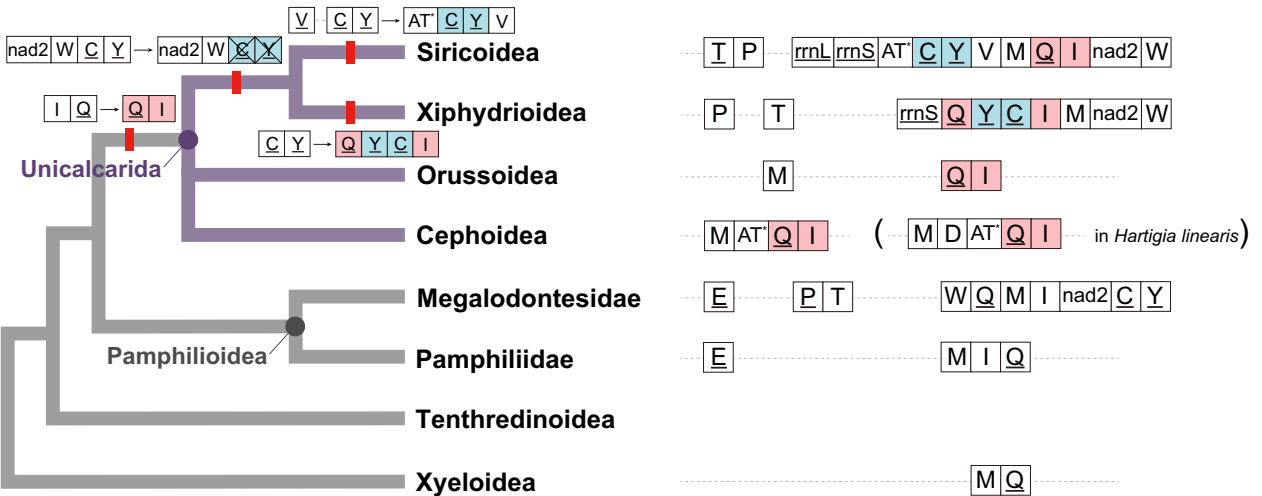 V C Y → AT* C Y V
nad2 W C Y → nad2 W C Y
Siricoidea T P rrnL rrnS AT* C Y V M Q I nad2 W
I Q → Q I
Xiphydrioidea P T rrnS Q Y C I M nad2 W
C Y → Q Y C I
Unicalcarida
Orussoidea M Q I
Cephoidea M AT* Q I ( M D AT* Q I in Hartigia linearis)
Megalodontesidae E P T W Q M I nad2 C Y
Pamphilioidea
Pamphiliidae E M I Q
Tenthredinoidea
Xyeloidea M Q